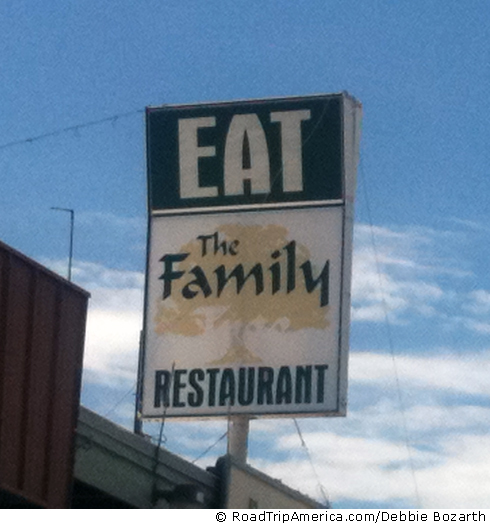 EAT
The
Family
RESTAURANT
© RoadTripAmerica.com/Debbie Bozarth